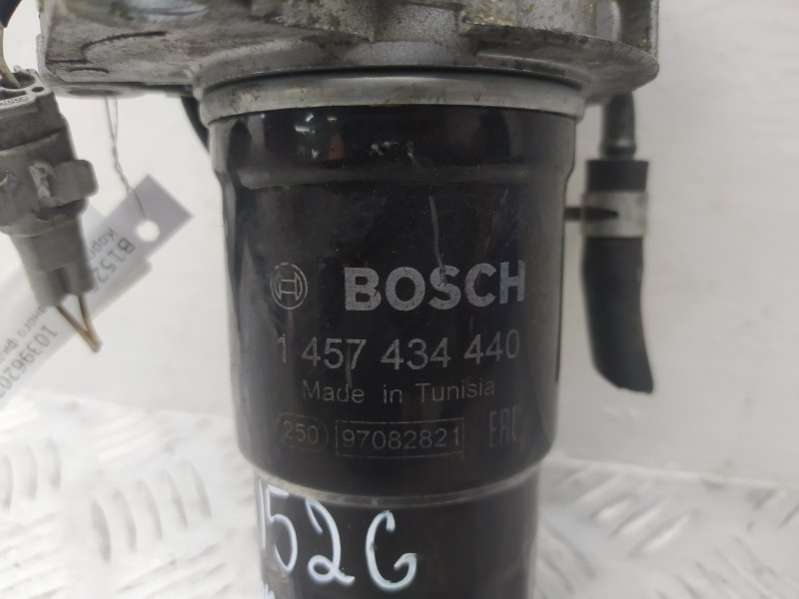 BOSCH
1 457 434 440
Made in Tunisia
250 97082821 EAC
152G